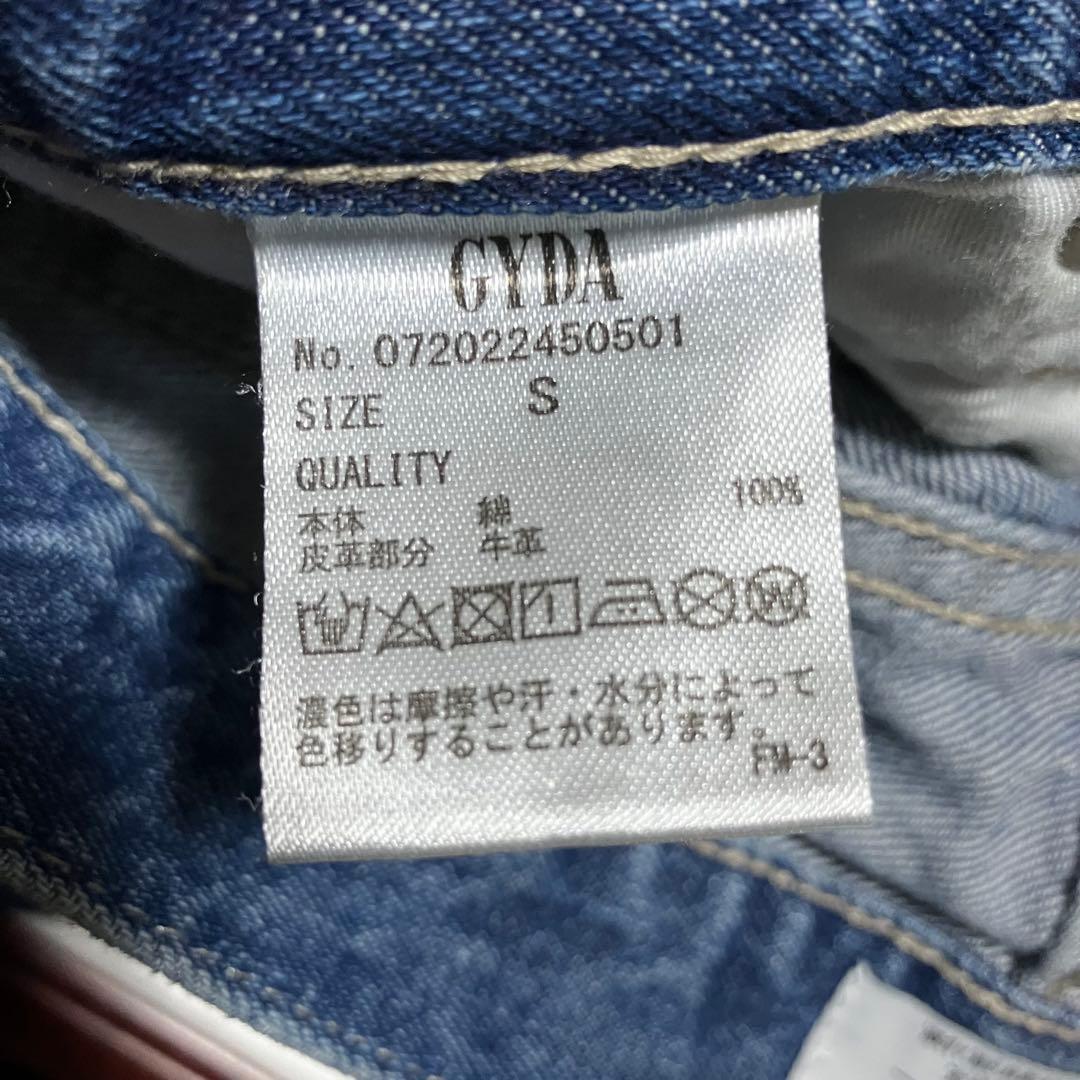 GYDA
No. 072022450501
SIZE S
QUALITY
本体 綿 100%
皮革部分 牛革
濃色は摩擦や汗・水分によって
色移りすることがあります。
FM-3